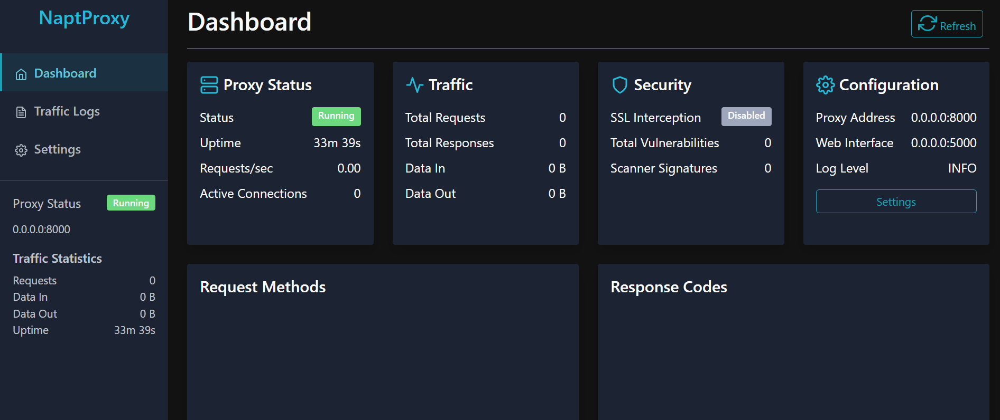 NaptProxy
Dashboard
Traffic Logs
Settings
Proxy Status Running
0.0.0.0:8000
Traffic Statistics
Requests 0
Data In 0 B
Data Out 0 B
Uptime 33m 39s
Dashboard
Refresh
Proxy Status
Status Running
Uptime 33m 39s
Requests/sec 0.00
Active Connections 0
Traffic
Total Requests 0
Total Responses 0
Data In 0 B
Data Out 0 B
Security
SSL Interception Disabled
Total Vulnerabilities 0
Scanner Signatures 0
Configuration
Proxy Address 0.0.0.0:8000
Web Interface 0.0.0.0:5000
Log Level INFO
Settings
Request Methods
Response Codes